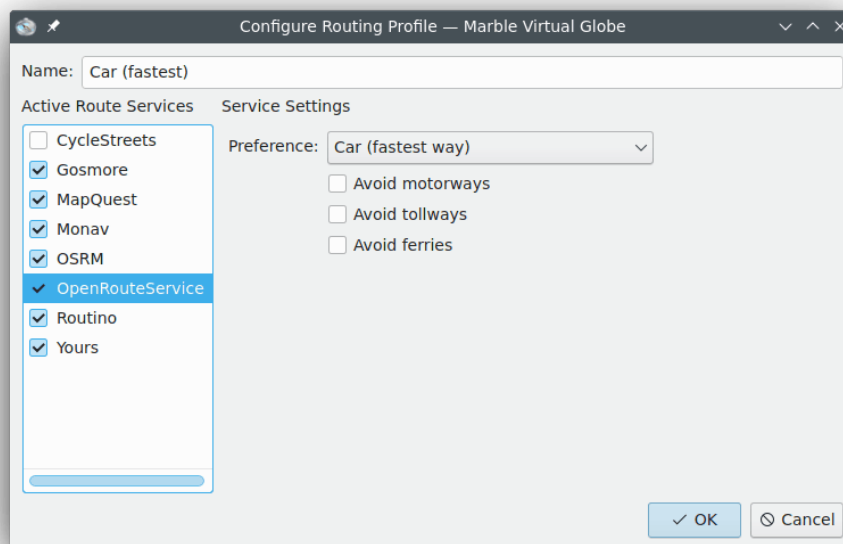 Configure Routing Profile — Marble Virtual Globe
Name: Car (fastest)
Active Route Services
Service Settings
CycleStreets
Gosmore
MapQuest
Monav
OSRM
OpenRouteService
Routino
Yours
Preference: Car (fastest way)
Avoid motorways
Avoid tollways
Avoid ferries
OK
Cancel